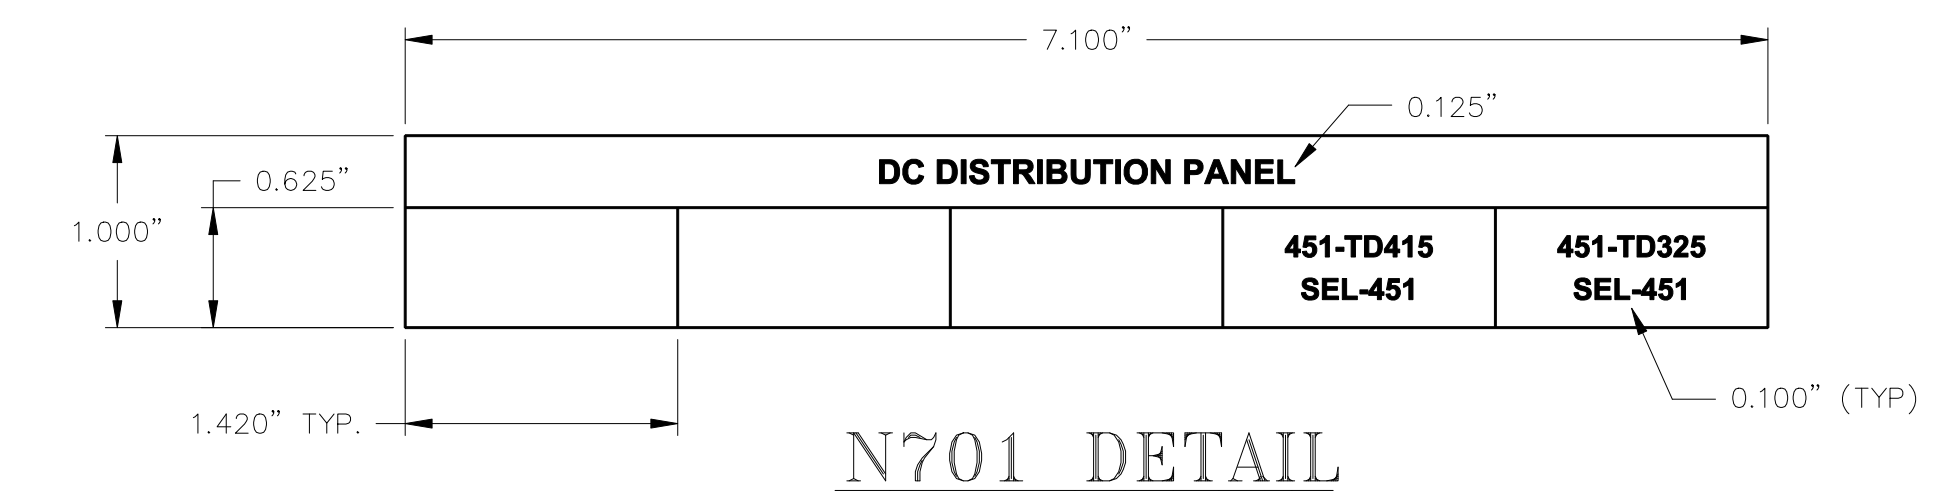 7.100”
0.125”
DC DISTRIBUTION PANEL
0.625”
1.000”
451-TD415
SEL-451
451-TD325
SEL-451
0.100” (TYP)
1.420” TYP.
N701 DETAIL